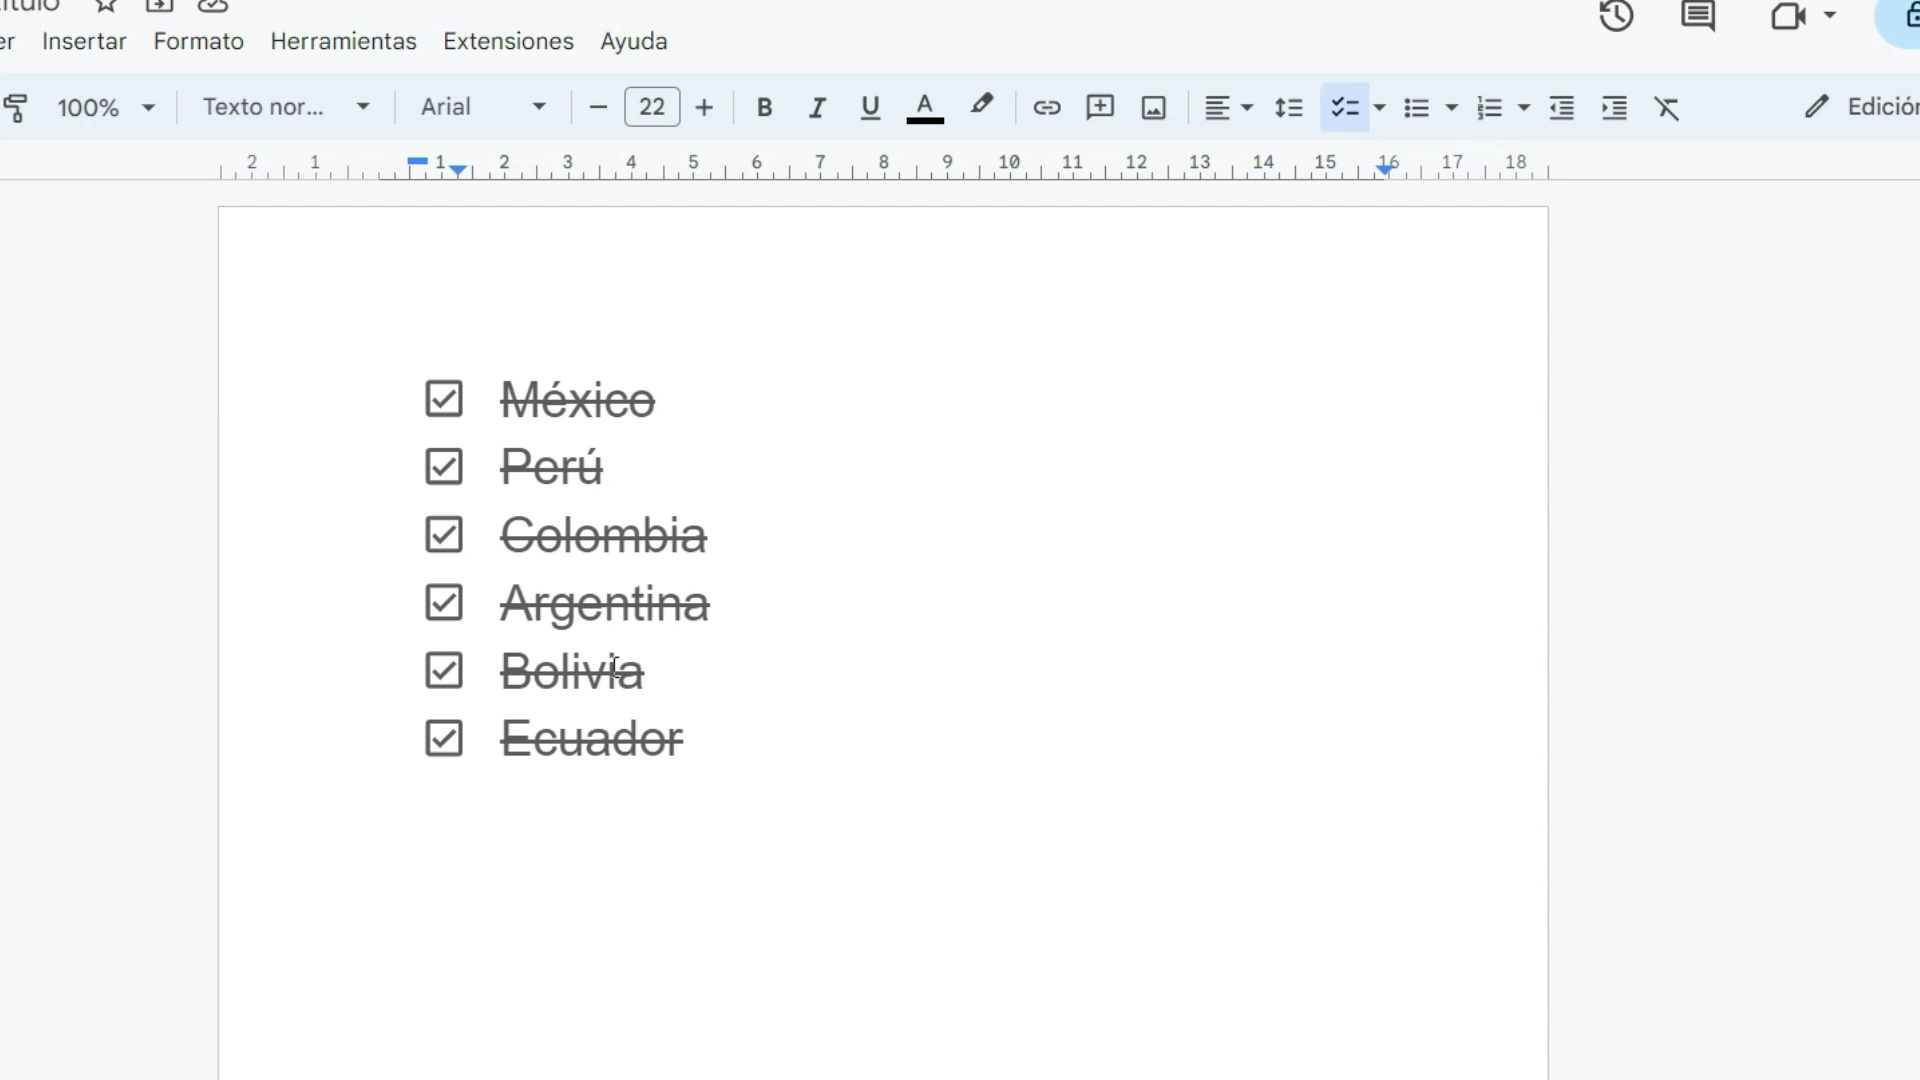 Insertar Formato Herramientas Extensiones Ayuda
100% Texto nor... Arial 22 B I U A
2 1 1 2 3 4 5 6 7 8 9 10 11 12 13 14 15 16 17 18
México
Perú
Colombia
Argentina
Bolivia
Ecuador